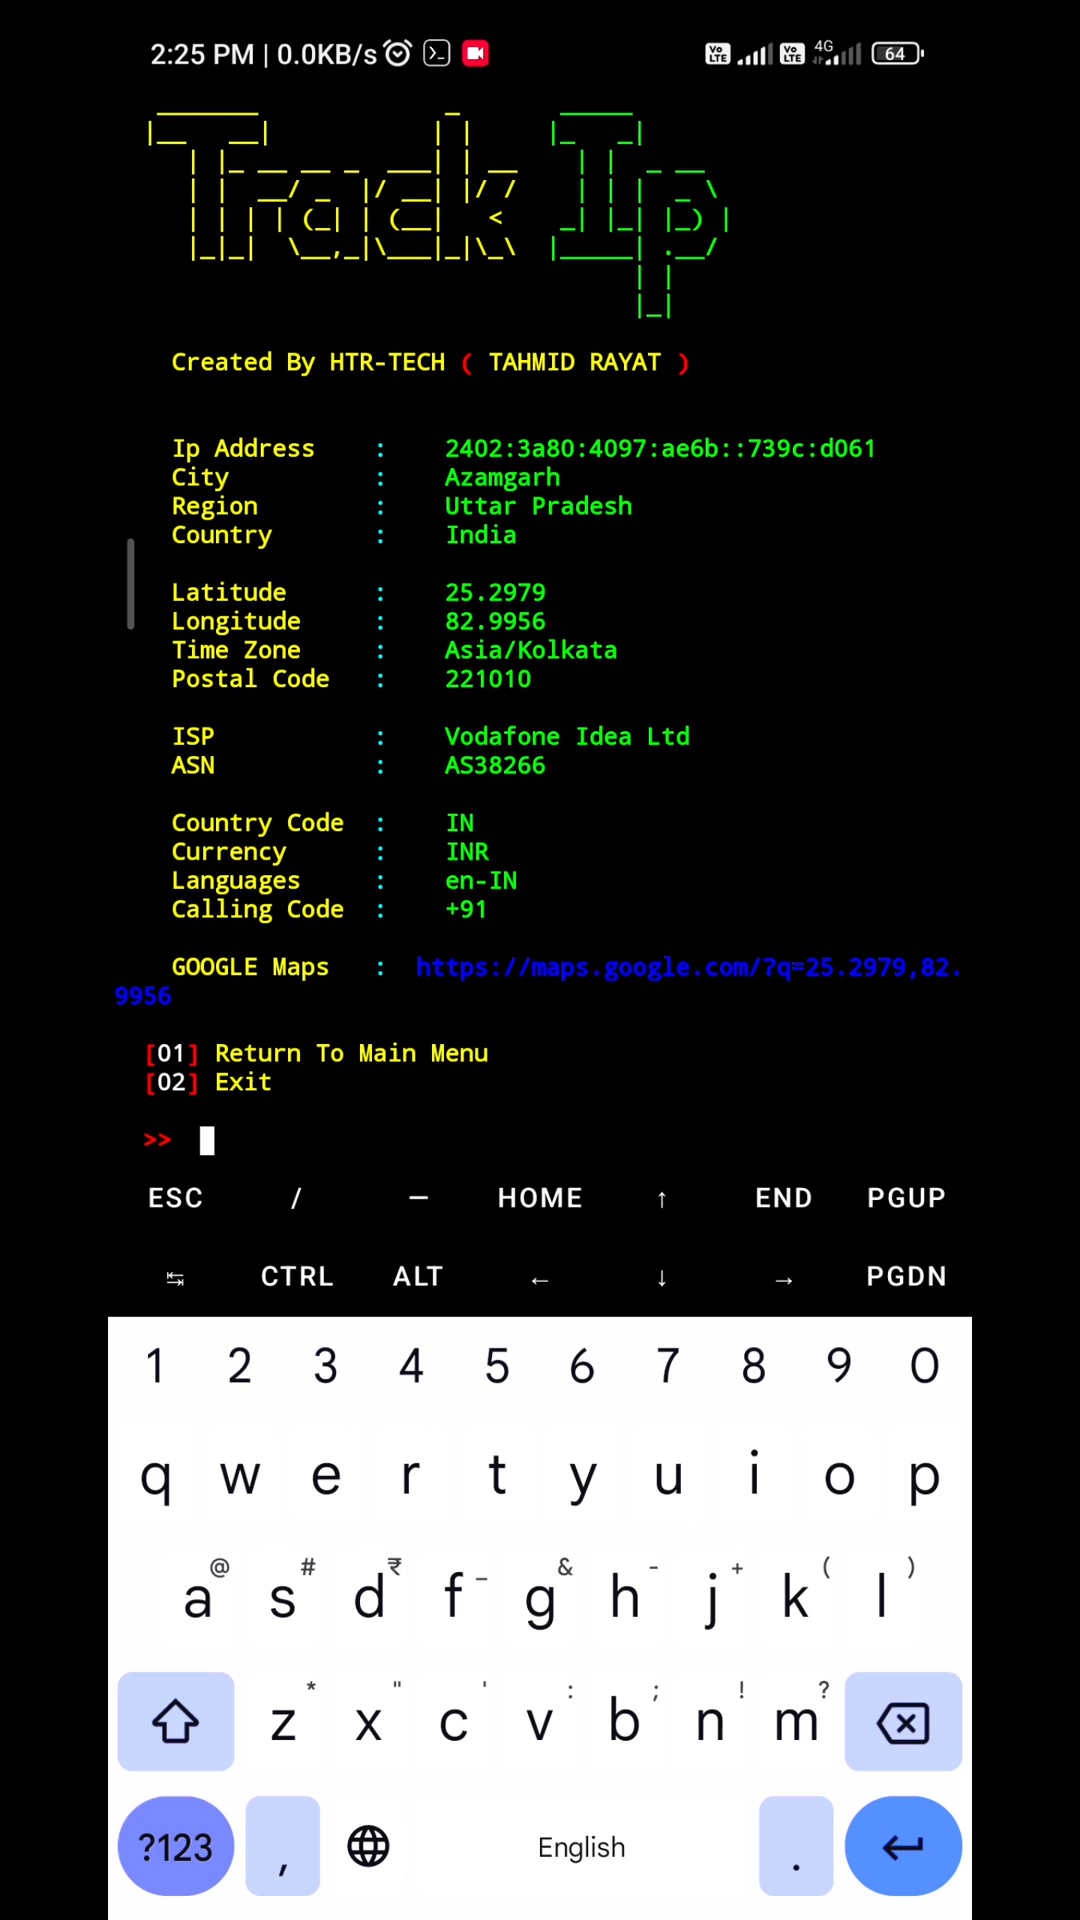 2:25 PM | 0.0KB/s Vo LTE Vo LTE 4G 64
Track Ip
Created By HTR-TECH ( TAHMID RAYAT )
Ip Address : 2402:3a80:4097:ae6b::739c:d061
City : Azamgarh
Region : Uttar Pradesh
Country : India
Latitude : 25.2979
Longitude : 82.9956
Time Zone : Asia/Kolkata
Postal Code : 221010
ISP : Vodafone Idea Ltd
ASN : AS38266
Country Code : IN
Currency : INR
Languages : en-IN
Calling Code : +91
GOOGLE Maps : https://maps.google.com/?q=25.2979,82.
9956
[01] Return To Main Menu
[02] Exit
>>
ESC / — HOME ↑ END PGUP
↹ CTRL ALT ← ↓ → PGDN
1 2 3 4 5 6 7 8 9 0
q w e r t y u i o p
@ # ₹ _ & - + ( )
a s d f g h j k l
* " ' : ; ! ?
z x c v b n m
?123 , English .